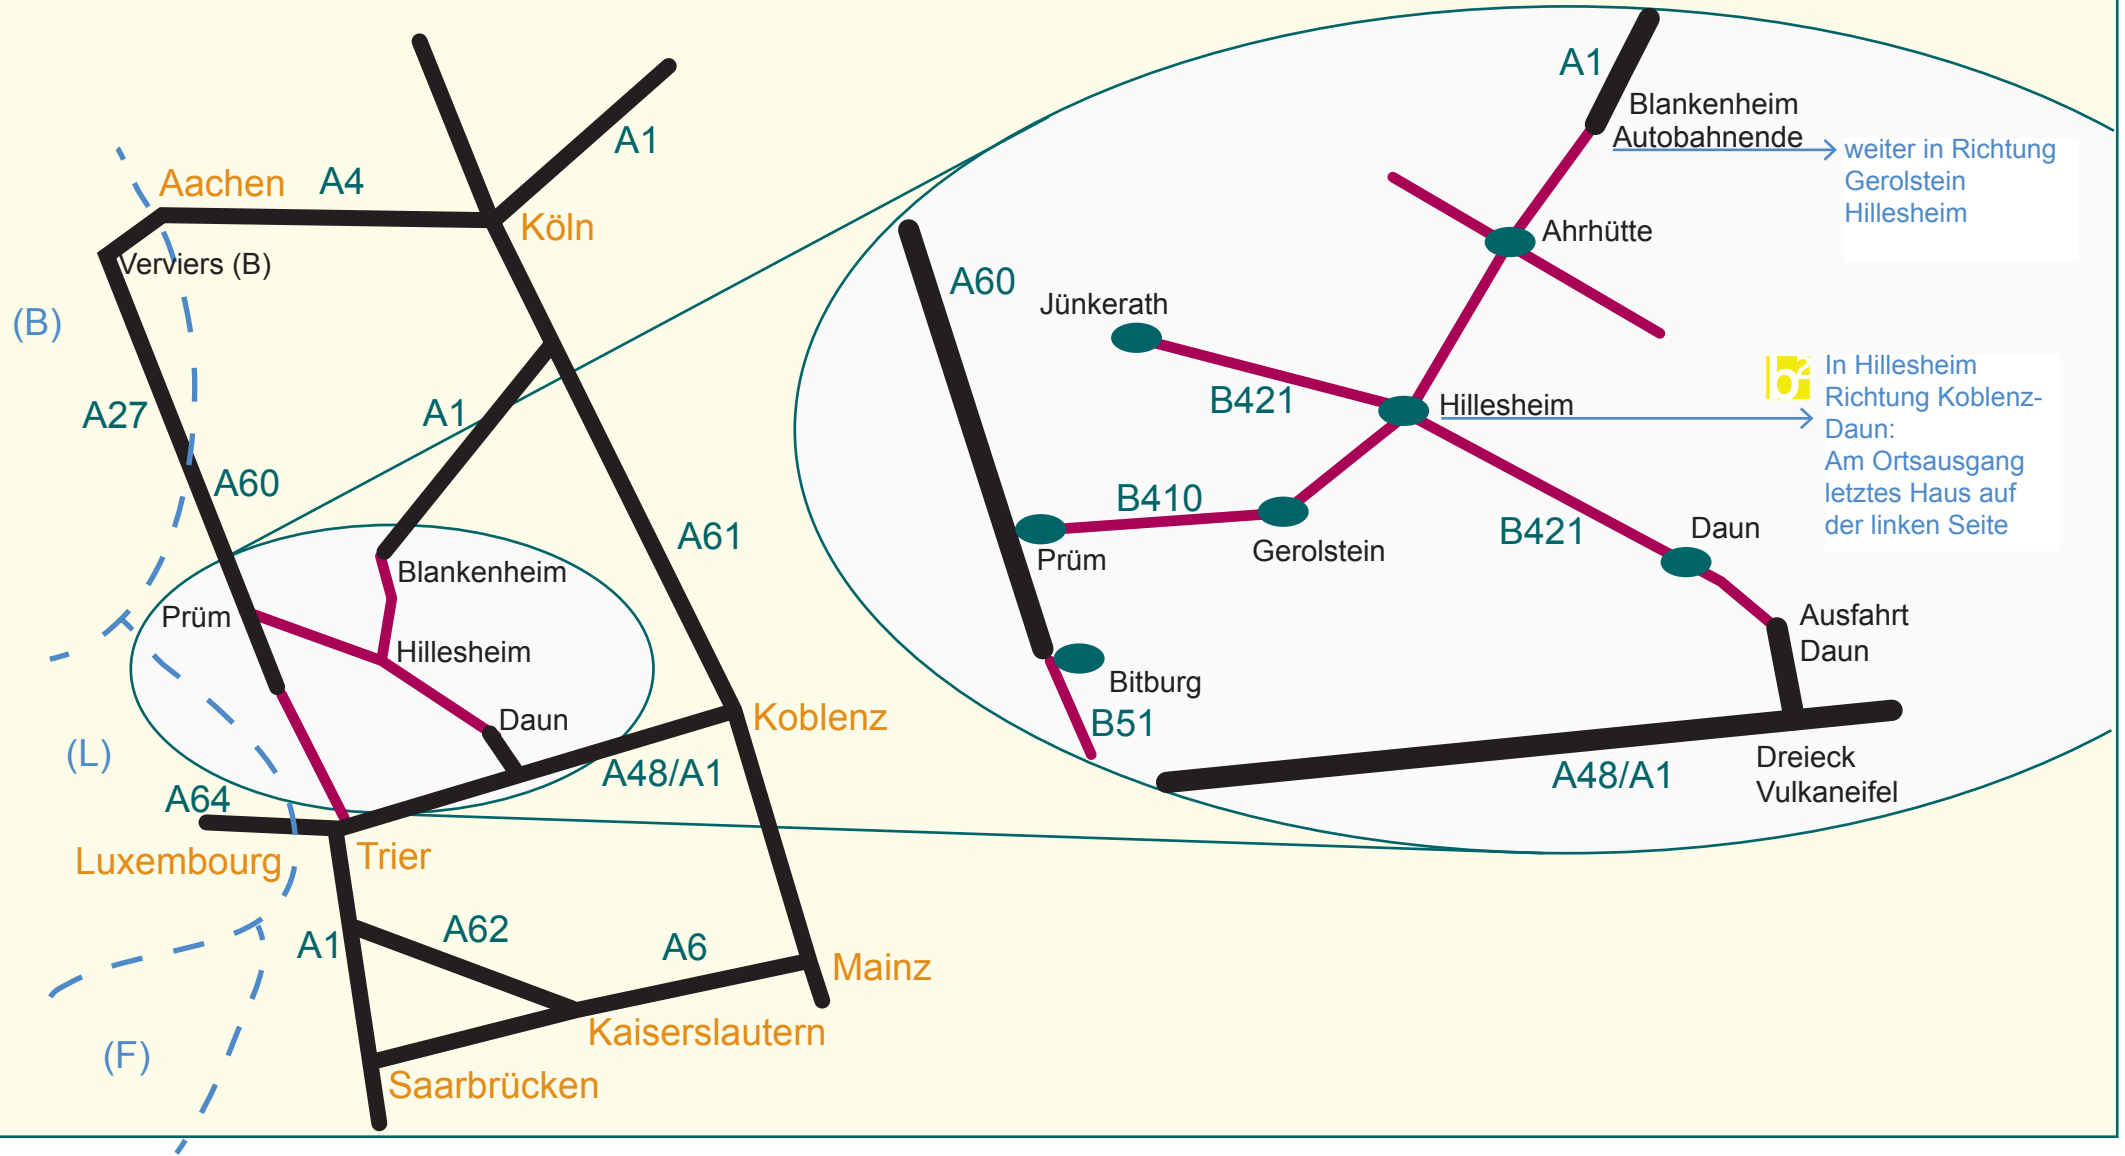 A1
Aachen
A4
Köln
Verviers (B)
(B)
A27
A1
A60
A61
Blankenheim
Prüm
Hillesheim
Daun
Koblenz
(L)
A48/A1
A64
Luxembourg
Trier
A1
A62
A6
Mainz
Kaiserslautern
(F)
Saarbrücken
A1
Blankenheim
Autobahnende
weiter in Richtung
Gerolstein
Hillesheim
Ahrhütte
A60
Jünkerath
B421
Hillesheim
b²
In Hillesheim
Richtung Koblenz-
Daun:
Am Ortsausgang
letztes Haus auf
der linken Seite
B410
Prüm
Gerolstein
B421
Daun
Ausfahrt
Daun
Bitburg
B51
Dreieck
Vulkaneifel
A48/A1